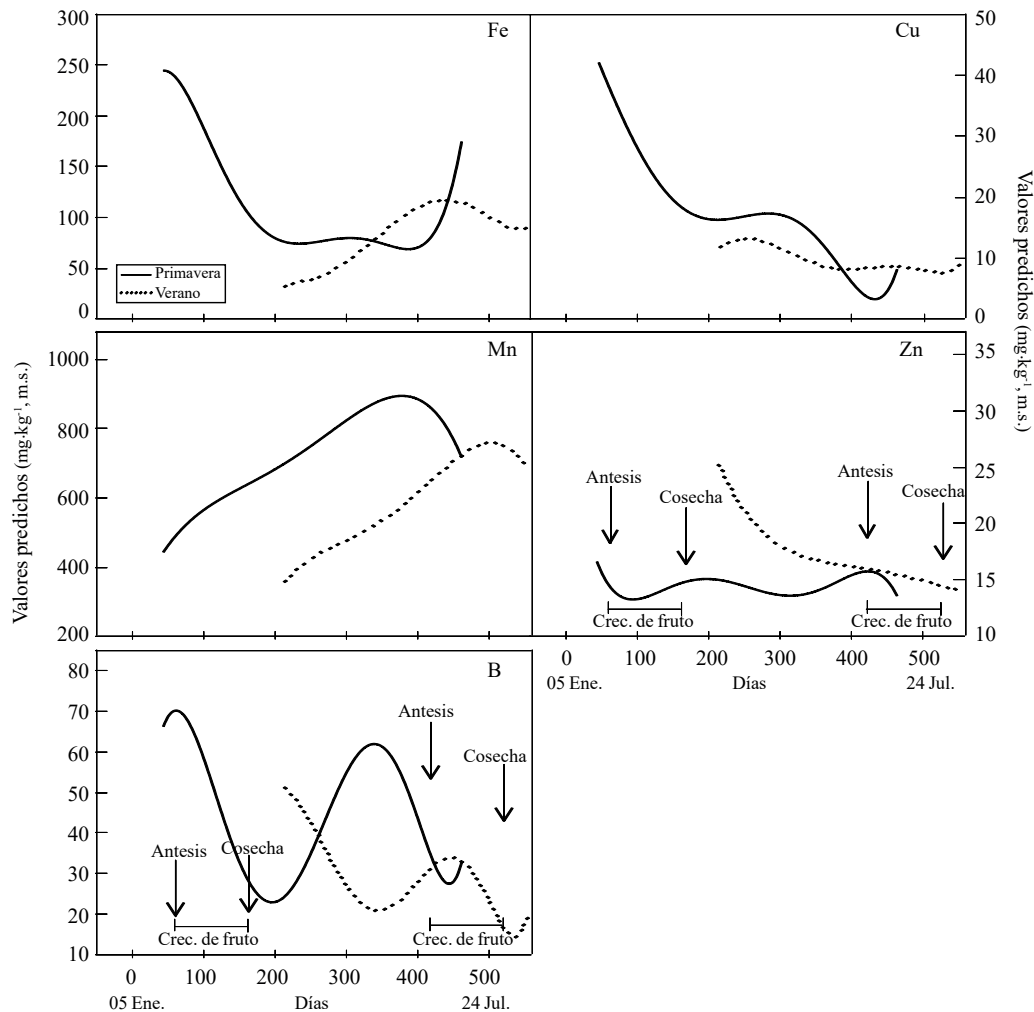 Fe
300
250
200
150
100
50
0
Primavera
Verano
Cu
50
40
30
20
10
0
Valores predichos (mg·kg⁻¹, m.s.)
Mn
1000
800
600
400
200
Valores predichos (mg·kg⁻¹, m.s.)
Zn
35
30
25
20
15
10
Antesis
Cosecha
Antesis
Cosecha
Crec. de fruto
Crec. de fruto
0 100 200 300 400 500
05 Ene. Días 24 Jul.
B
70
60
50
40
30
20
10
Antesis
Cosecha
Antesis
Cosecha
Crec. de fruto
Crec. de fruto
0 100 200 300 400 500
05 Ene. Días 24 Jul.